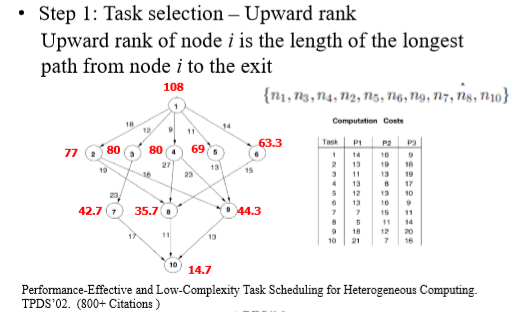 • Step 1: Task selection – Upward rank
Upward rank of node i is the length of the longest
path from node i to the exit
108
{n1, n3, n4, n2, n5, n6, n9, n7, n8, n10}
1
Computation Costs
18 12 9 11 14
Task P1 P2 P3
1 14 16 9
2 13 19 18
3 11 13 19
4 13 8 17
5 12 13 10
6 13 16 9
7 7 15 11
8 5 11 14
9 18 12 20
10 21 7 16
77 2 80 3 80 4 69 5 63.3 6
19 16 27 23 13 15
23
42.7 7 35.7 8 9 44.3
17 11 13
10
14.7
Performance-Effective and Low-Complexity Task Scheduling for Heterogeneous Computing.
TPDS'02. (800+ Citations )